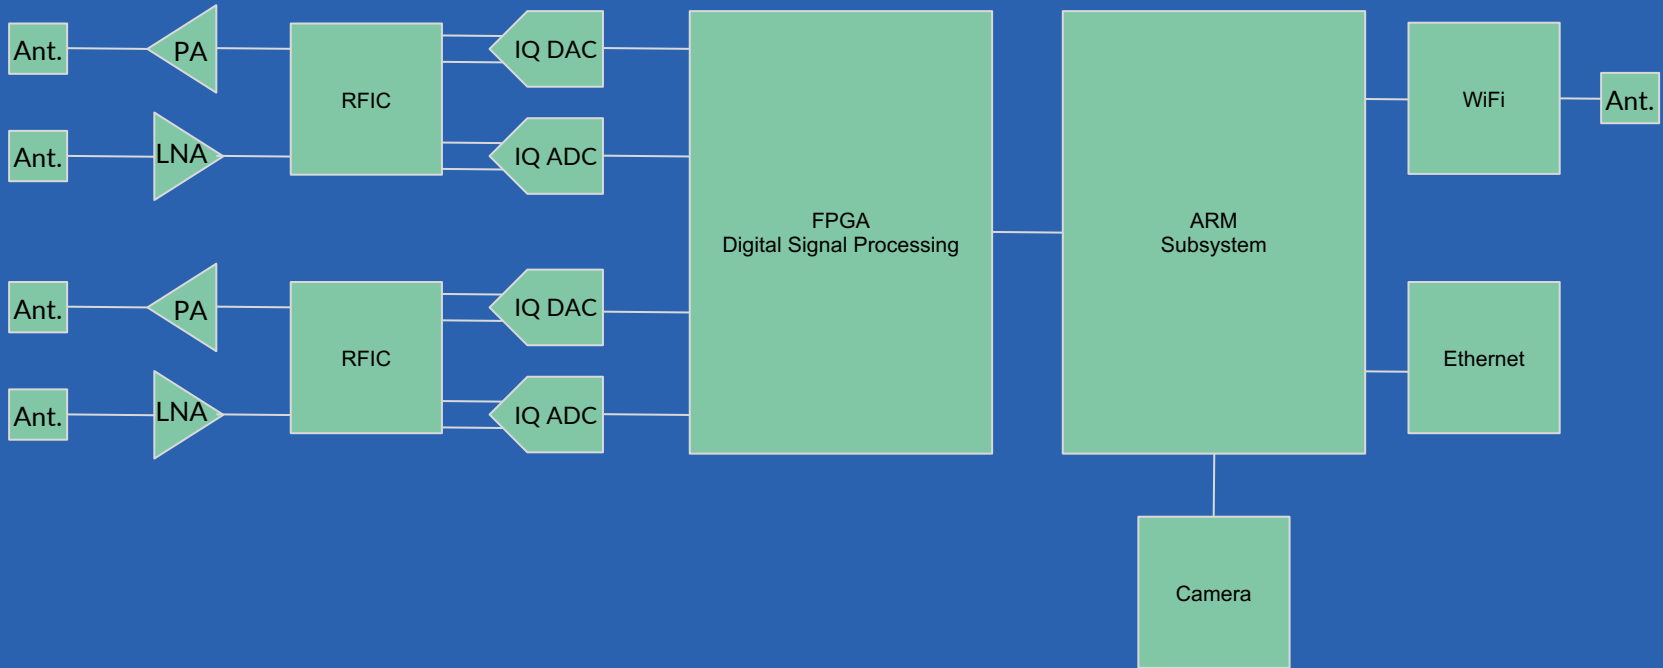 Ant.
PA
RFIC
IQ DAC
Ant.
LNA
IQ ADC
FPGA
Digital Signal Processing
ARM
Subsystem
WiFi
Ant.
Ant.
PA
RFIC
IQ DAC
Ant.
LNA
IQ ADC
Ethernet
Camera